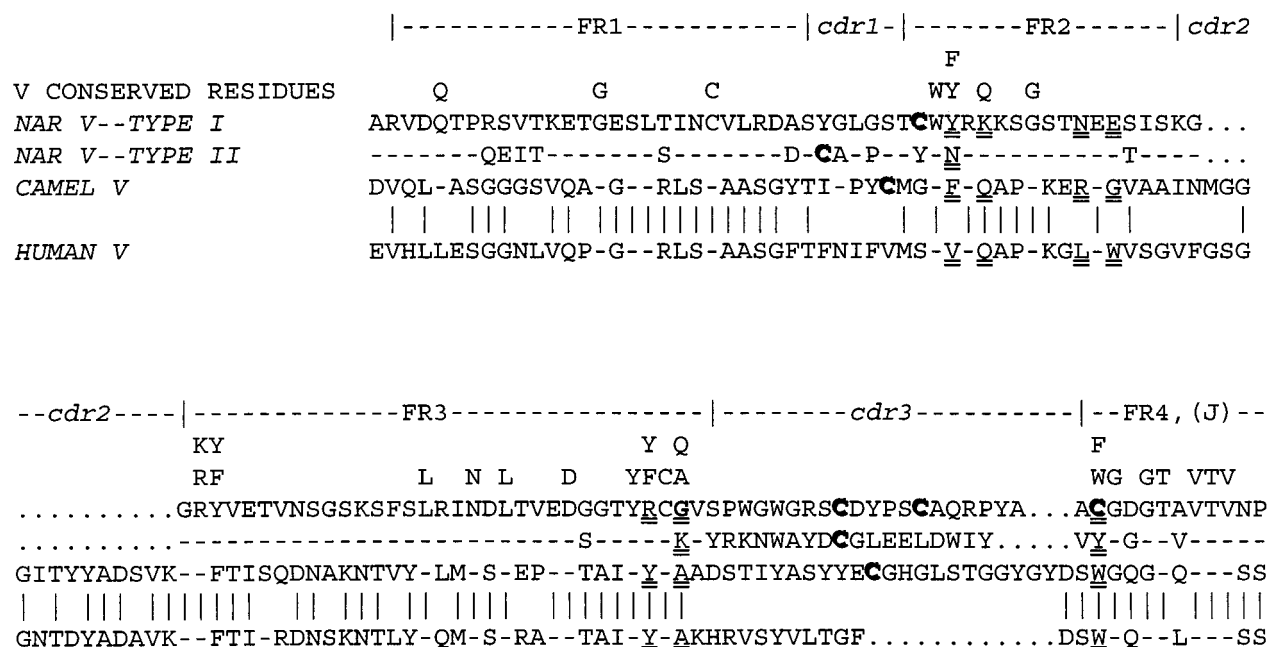 |----------FR1-------------|cdr1-|-------FR2------|cdr2
F
V CONSERVED RESIDUES Q G C WY Q G
NAR V--TYPE I ARVDQTPRSVTKETGESLTINCVLRDASYGLGSTCWYRKKSGSTNEESISKG...
NAR V--TYPE II -------QEIT-------S-------D-CA-P--Y-N----------T----...
CAMEL V DVQL-ASGGGSVQA-G--RLS-AASGYTI-PYCMG-F-QAP-KER-GVAAINMGG
| | ||| || |||||||||||| | | | |||||| | | |
HUMAN V EVHLLESGGNLVQP-G--RLS-AASGFTFNIFVMS-V-QAP-KGL-WVSGVFGSG
--cdr2----|-------------FR3----------------|--------cdr3----------|--FR4,(J)--
KY Y Q F
RF L N L D YFCA WG GT VTV
..........GRYVETVNSGSKSFSLRINDLTVEDGGTYRCGVSPWGWGRSCDYPSCAQRPYA...ACGDGTAVTVNP
..........-------------------------S-----K-YRKNWAYDCGLEELDWIY.....VY-G--V-----
GITYYADSVK--FTISQDNAKNTVY-LM-S-EP--TAI-Y-AADSTIYASYYECGHGLSTGGYGYDSWGQG-Q---SS
| | ||| ||||||| || ||| || || ||||||||| ||||||| |||||
GNTDYADAVK--FTI-RDNSKNTLY-QM-S-RA--TAI-Y-AKHRVSYVLTGF............DSW-Q--L---SS